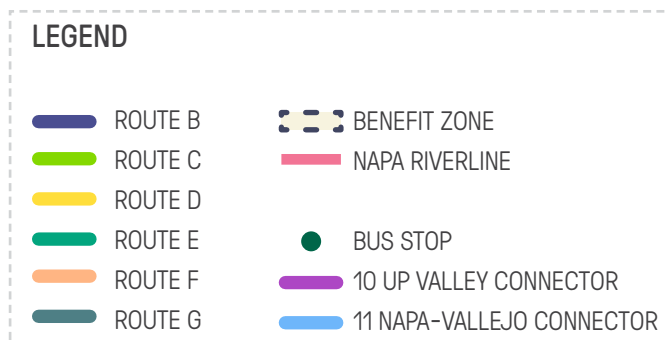 LEGEND
ROUTE B
ROUTE C
ROUTE D
ROUTE E
ROUTE F
ROUTE G
BENEFIT ZONE
NAPA RIVERLINE
BUS STOP
10 UP VALLEY CONNECTOR
11 NAPA-VALLEJO CONNECTOR